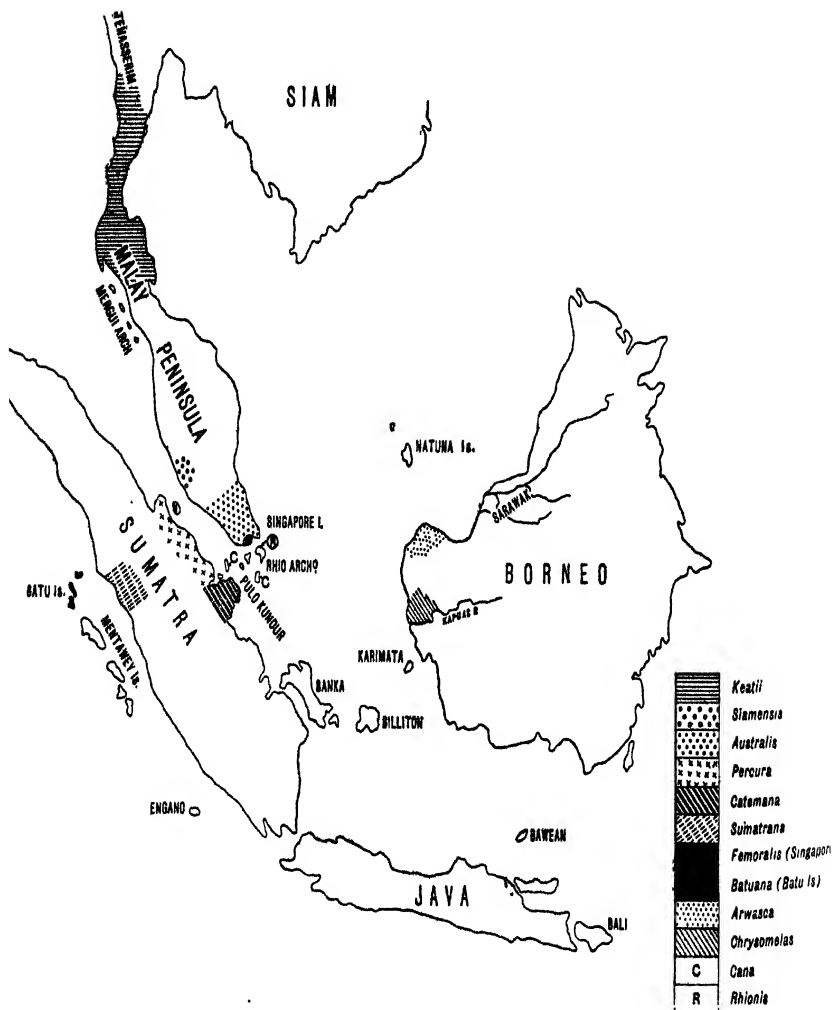 TENASSERIM
SIAM
MALAY
MERGUI ARCH
PENINSULA
NATUNA Is.
SINGAPORE I.
R
SARAWAK
SUMATRA
RHIO ARCHO
C
C
BORNEO
PULO KUNDUR
BATU Is.
KAPUAS R
MENTAWEY Is.
KARIMATA
BANKA
BILLITON
ENGANO
BAWEAN
JAVA
BALI
Keatii
Siamensis
Australis
Percura
Catemana
Sumatrana
Femoralis (Singapore
Batuana (Batu Is)
Arwasca
Chrysomelas
C Cana
R Rhionis